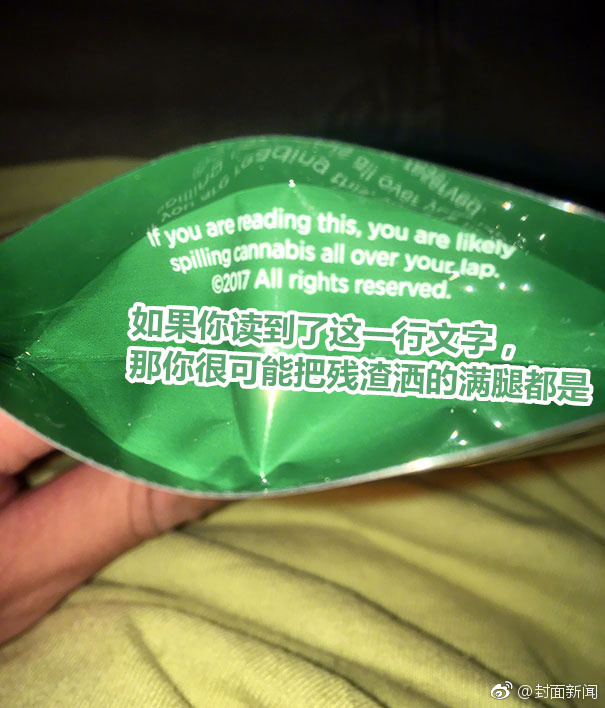 If you are reading this, you are likely
spilling cannabis all over your lap.
©2017 All rights reserved.
如果你读到了这一行文字，
那你很可能把残渣洒的满腿都是
@封面新闻